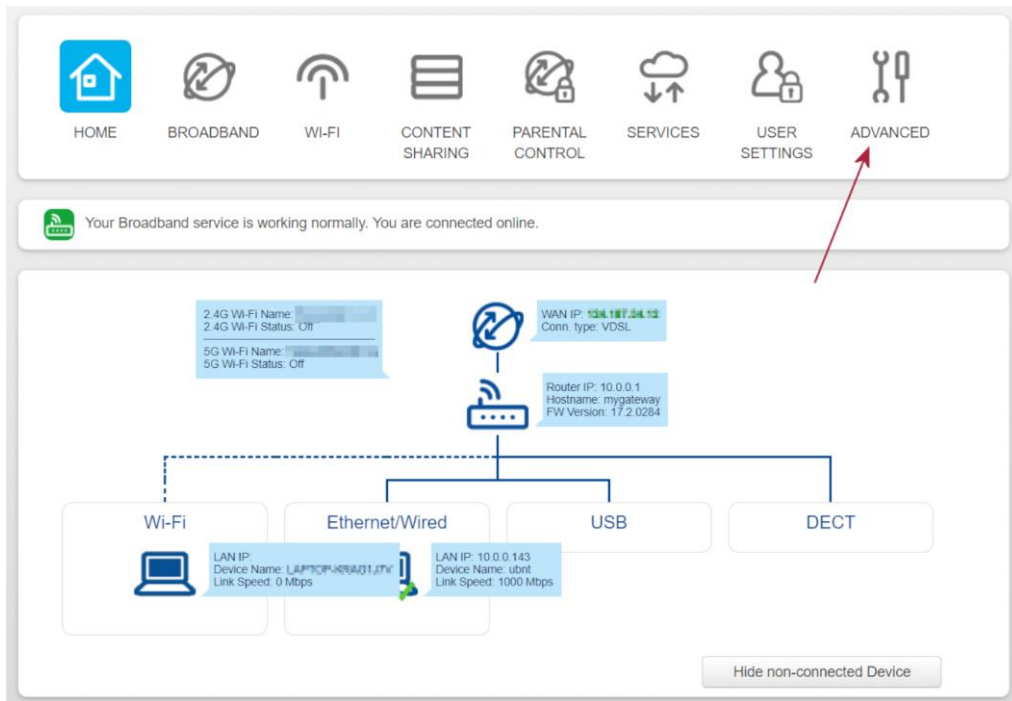 HOME
BROADBAND
WI-FI
CONTENT
SHARING
PARENTAL
CONTROL
SERVICES
USER
SETTINGS
ADVANCED
Your Broadband service is working normally. You are connected online.
2.4G Wi-Fi Name:
2.4G Wi-Fi Status: Off
5G Wi-Fi Name:
5G Wi-Fi Status: Off
WAN IP:
Conn. type: VDSL
Router IP: 10.0.0.1
Hostname: mygateway
FW Version: 17.2.0284
Wi-Fi
Ethernet/Wired
USB
DECT
LAN IP:
Device Name:
Link Speed: 0 Mbps
LAN IP: 10.0.0.143
Device Name: ubnt
Link Speed: 1000 Mbps
Hide non-connected Device